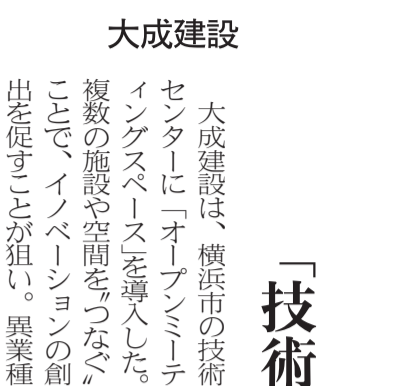 大成建設
「技術
大成建設は、横浜市の技術
センターに「オープンミーテ
ィングスペース」を導入した。
複数の施設や空間を〝つなぐ〟
ことで、イノベーションの創
出を促すことが狙い。異業種